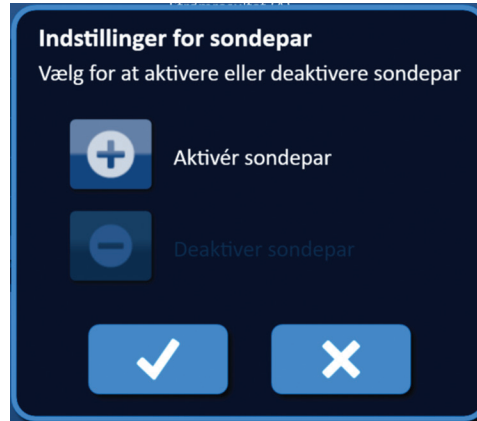 Indstillinger for sondepar
Vælg for at aktivere eller deaktivere sondepar
Aktivér sondepar
Deaktiver sondepar